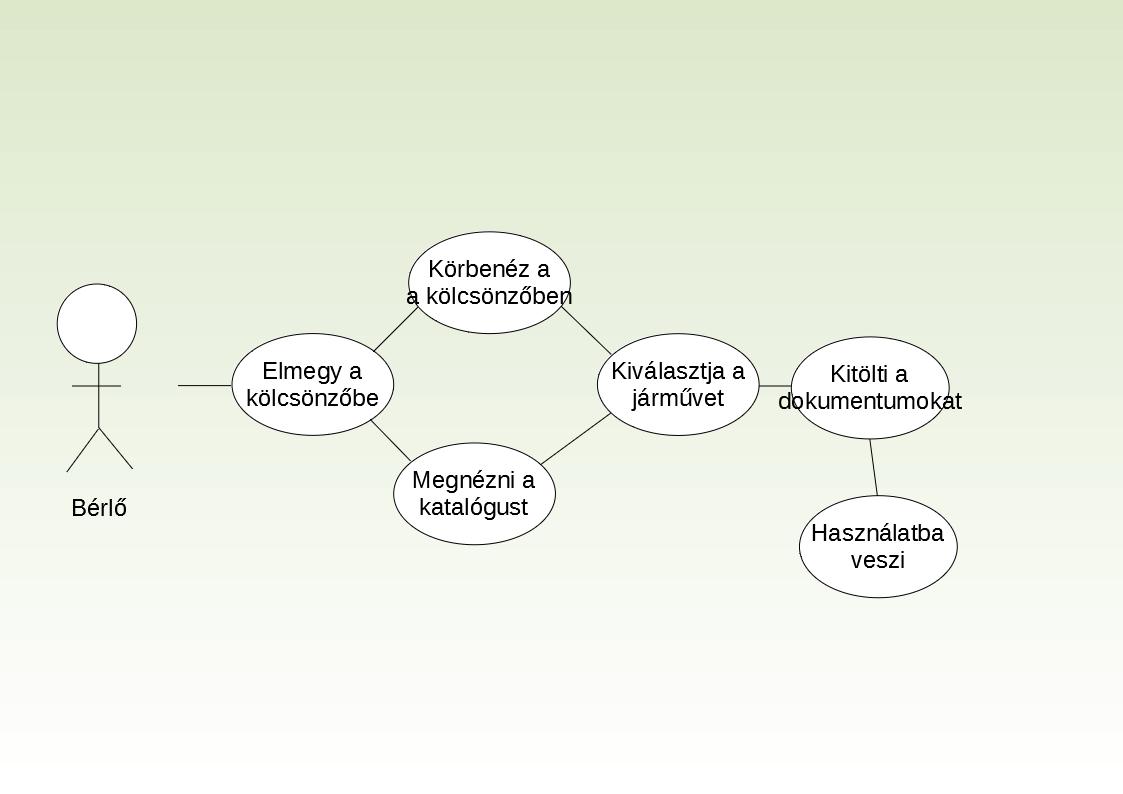 Körbenéz a
a kölcsönzőben
Elmegy a
kölcsönzőbe
Kiválasztja a
járművet
Kitölti a
dokumentumokat
Megnézni a
katalógust
Bérlő
Használatba
veszi